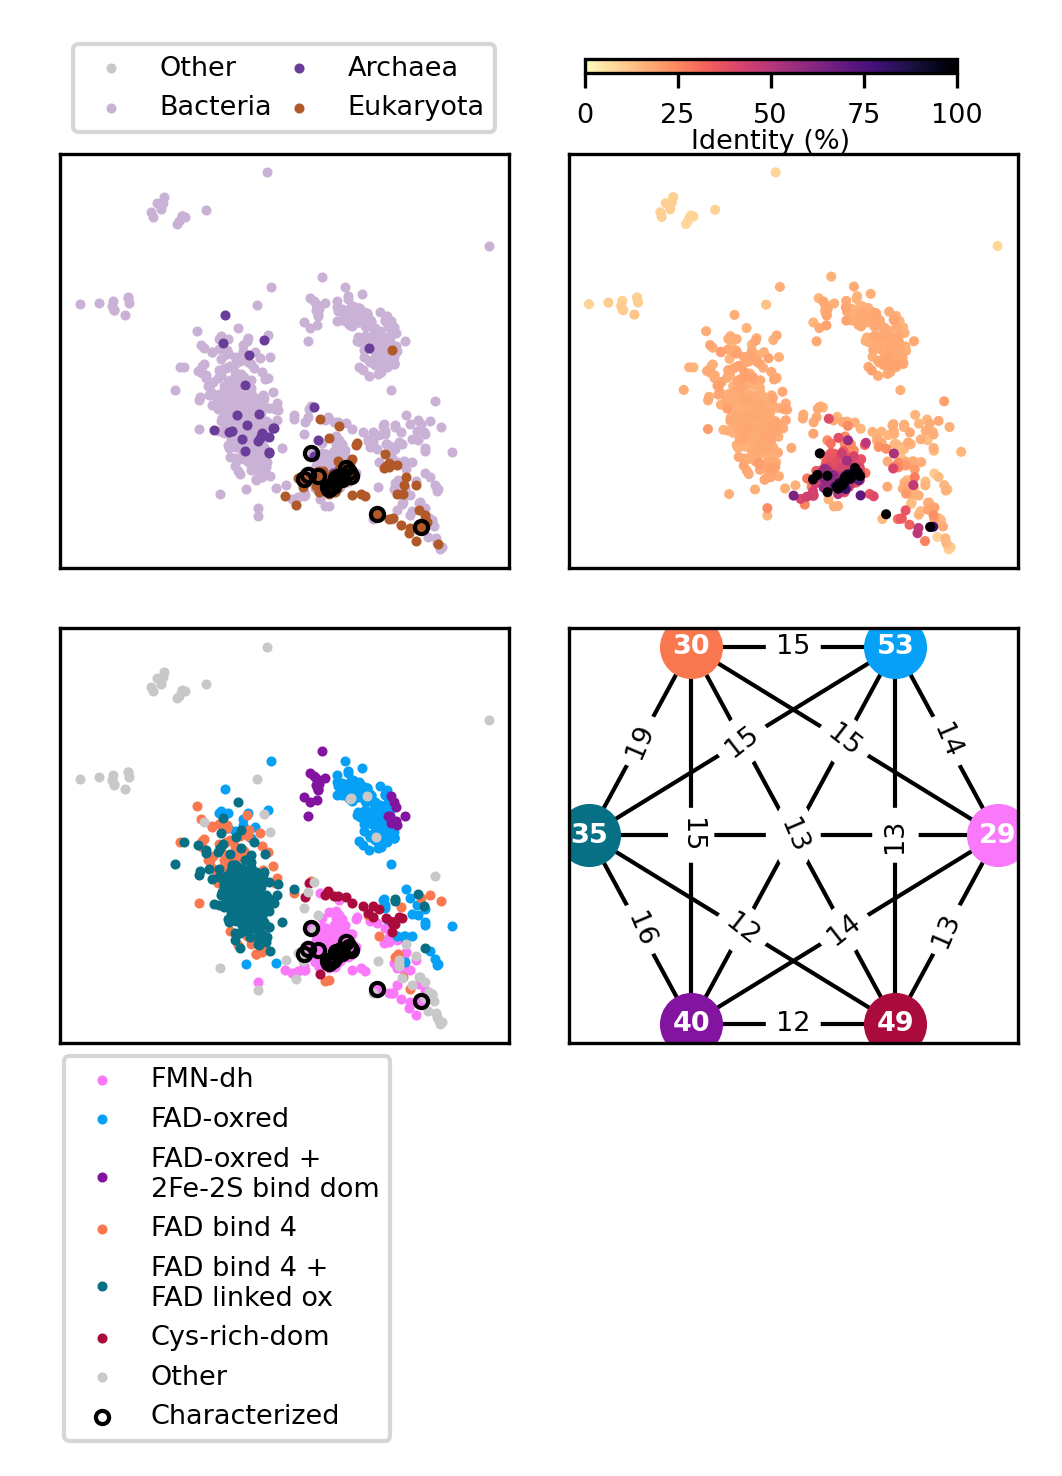 Other
Archaea
Bacteria
Eukaryota
0 25 50 75 100
Identity (%)
30 15 53
19 15 15 14
35 15 13 13 29
16 12 14 13
40 12 49
FMN-dh
FAD-oxred
FAD-oxred +
2Fe-2S bind dom
FAD bind 4
FAD bind 4 +
FAD linked ox
Cys-rich-dom
Other
Characterized